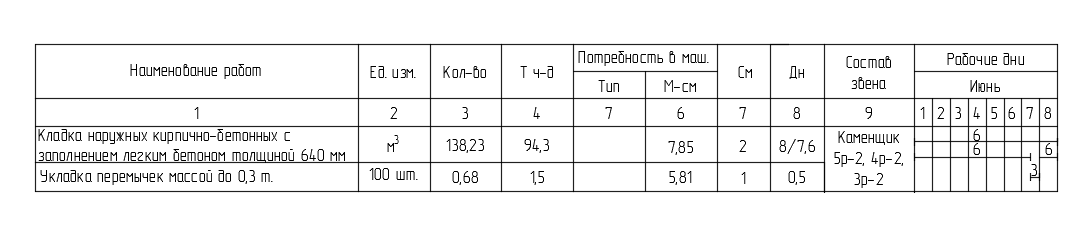 Наименование работ Ед. изм. Кол-во Т ч-д Потребность в маш. См Дн Состав звена Рабочие дни
Тип М-см Июнь
1 2 3 4 7 6 7 8 9 1 2 3 4 5 6 7 8
Кладка наружных кирпично-бетонных с заполнением легким бетоном толщиной 640 мм м³ 138,23 94,3 7,85 2 8/7,6 Каменщик 5р-2, 4р-2, 3р-2 6 6 6
Укладка перемычек массой до 0,3 т. 100 шт. 0,68 1,5 5,81 1 0,5 3